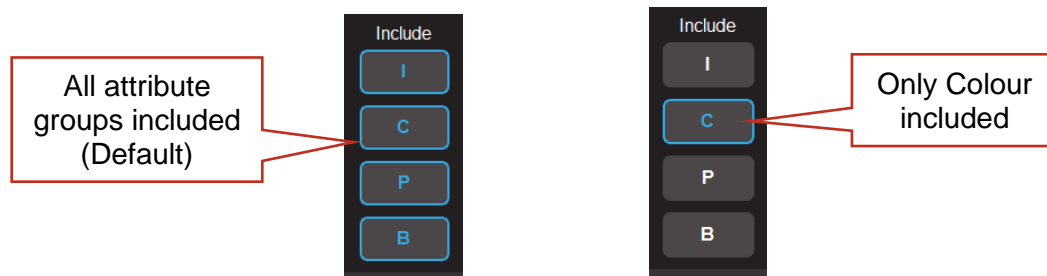 All attribute
groups included
(Default)
Include
I
C
P
B
Include
I
C
P
B
Only Colour
included